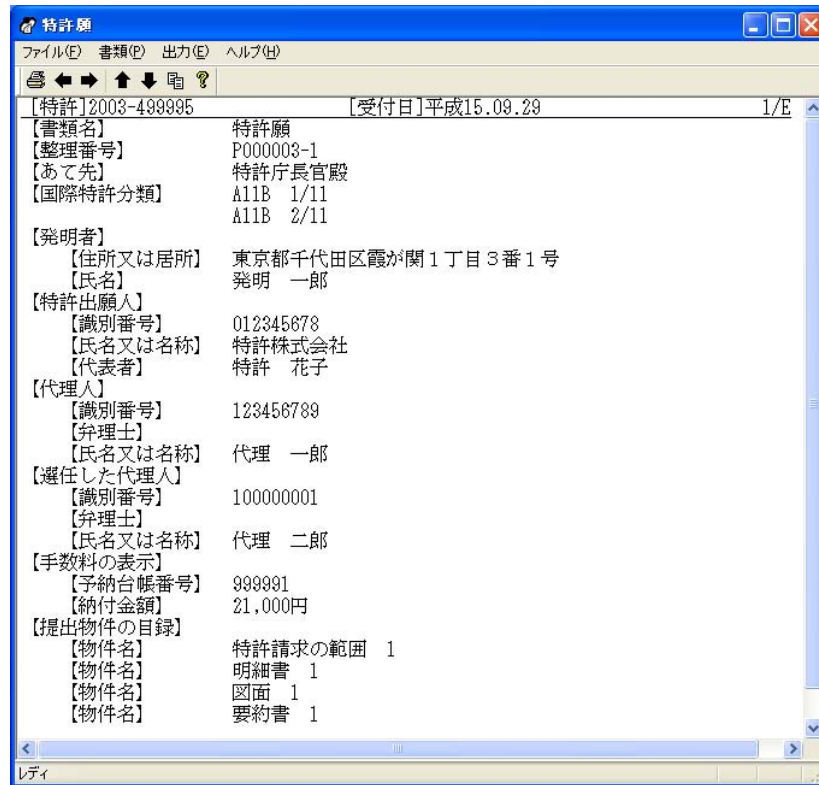 特許願
ファイル(F) 書類(P) 出力(E) ヘルプ(H)
[特許]2003-499995 [受付日]平成15.09.29 1/E
【書類名】 特許願
【整理番号】 P000003-1
【あて先】 特許庁長官殿
【国際特許分類】 A11B 1/11
A11B 2/11
【発明者】
【住所又は居所】 東京都千代田区霞が関1丁目3番1号
【氏名】 発明 一郎
【特許出願人】
【識別番号】 012345678
【氏名又は名称】 特許株式会社
【代表者】 特許 花子
【代理人】
【識別番号】 123456789
【弁理士】
【氏名又は名称】 代理 一郎
【選任した代理人】
【識別番号】 100000001
【弁理士】
【氏名又は名称】 代理 二郎
【手数料の表示】
【予納台帳番号】 999991
【納付金額】 21,000円
【提出物件の目録】
【物件名】 特許請求の範囲 1
【物件名】 明細書 1
【物件名】 図面 1
【物件名】 要約書 1
レディ